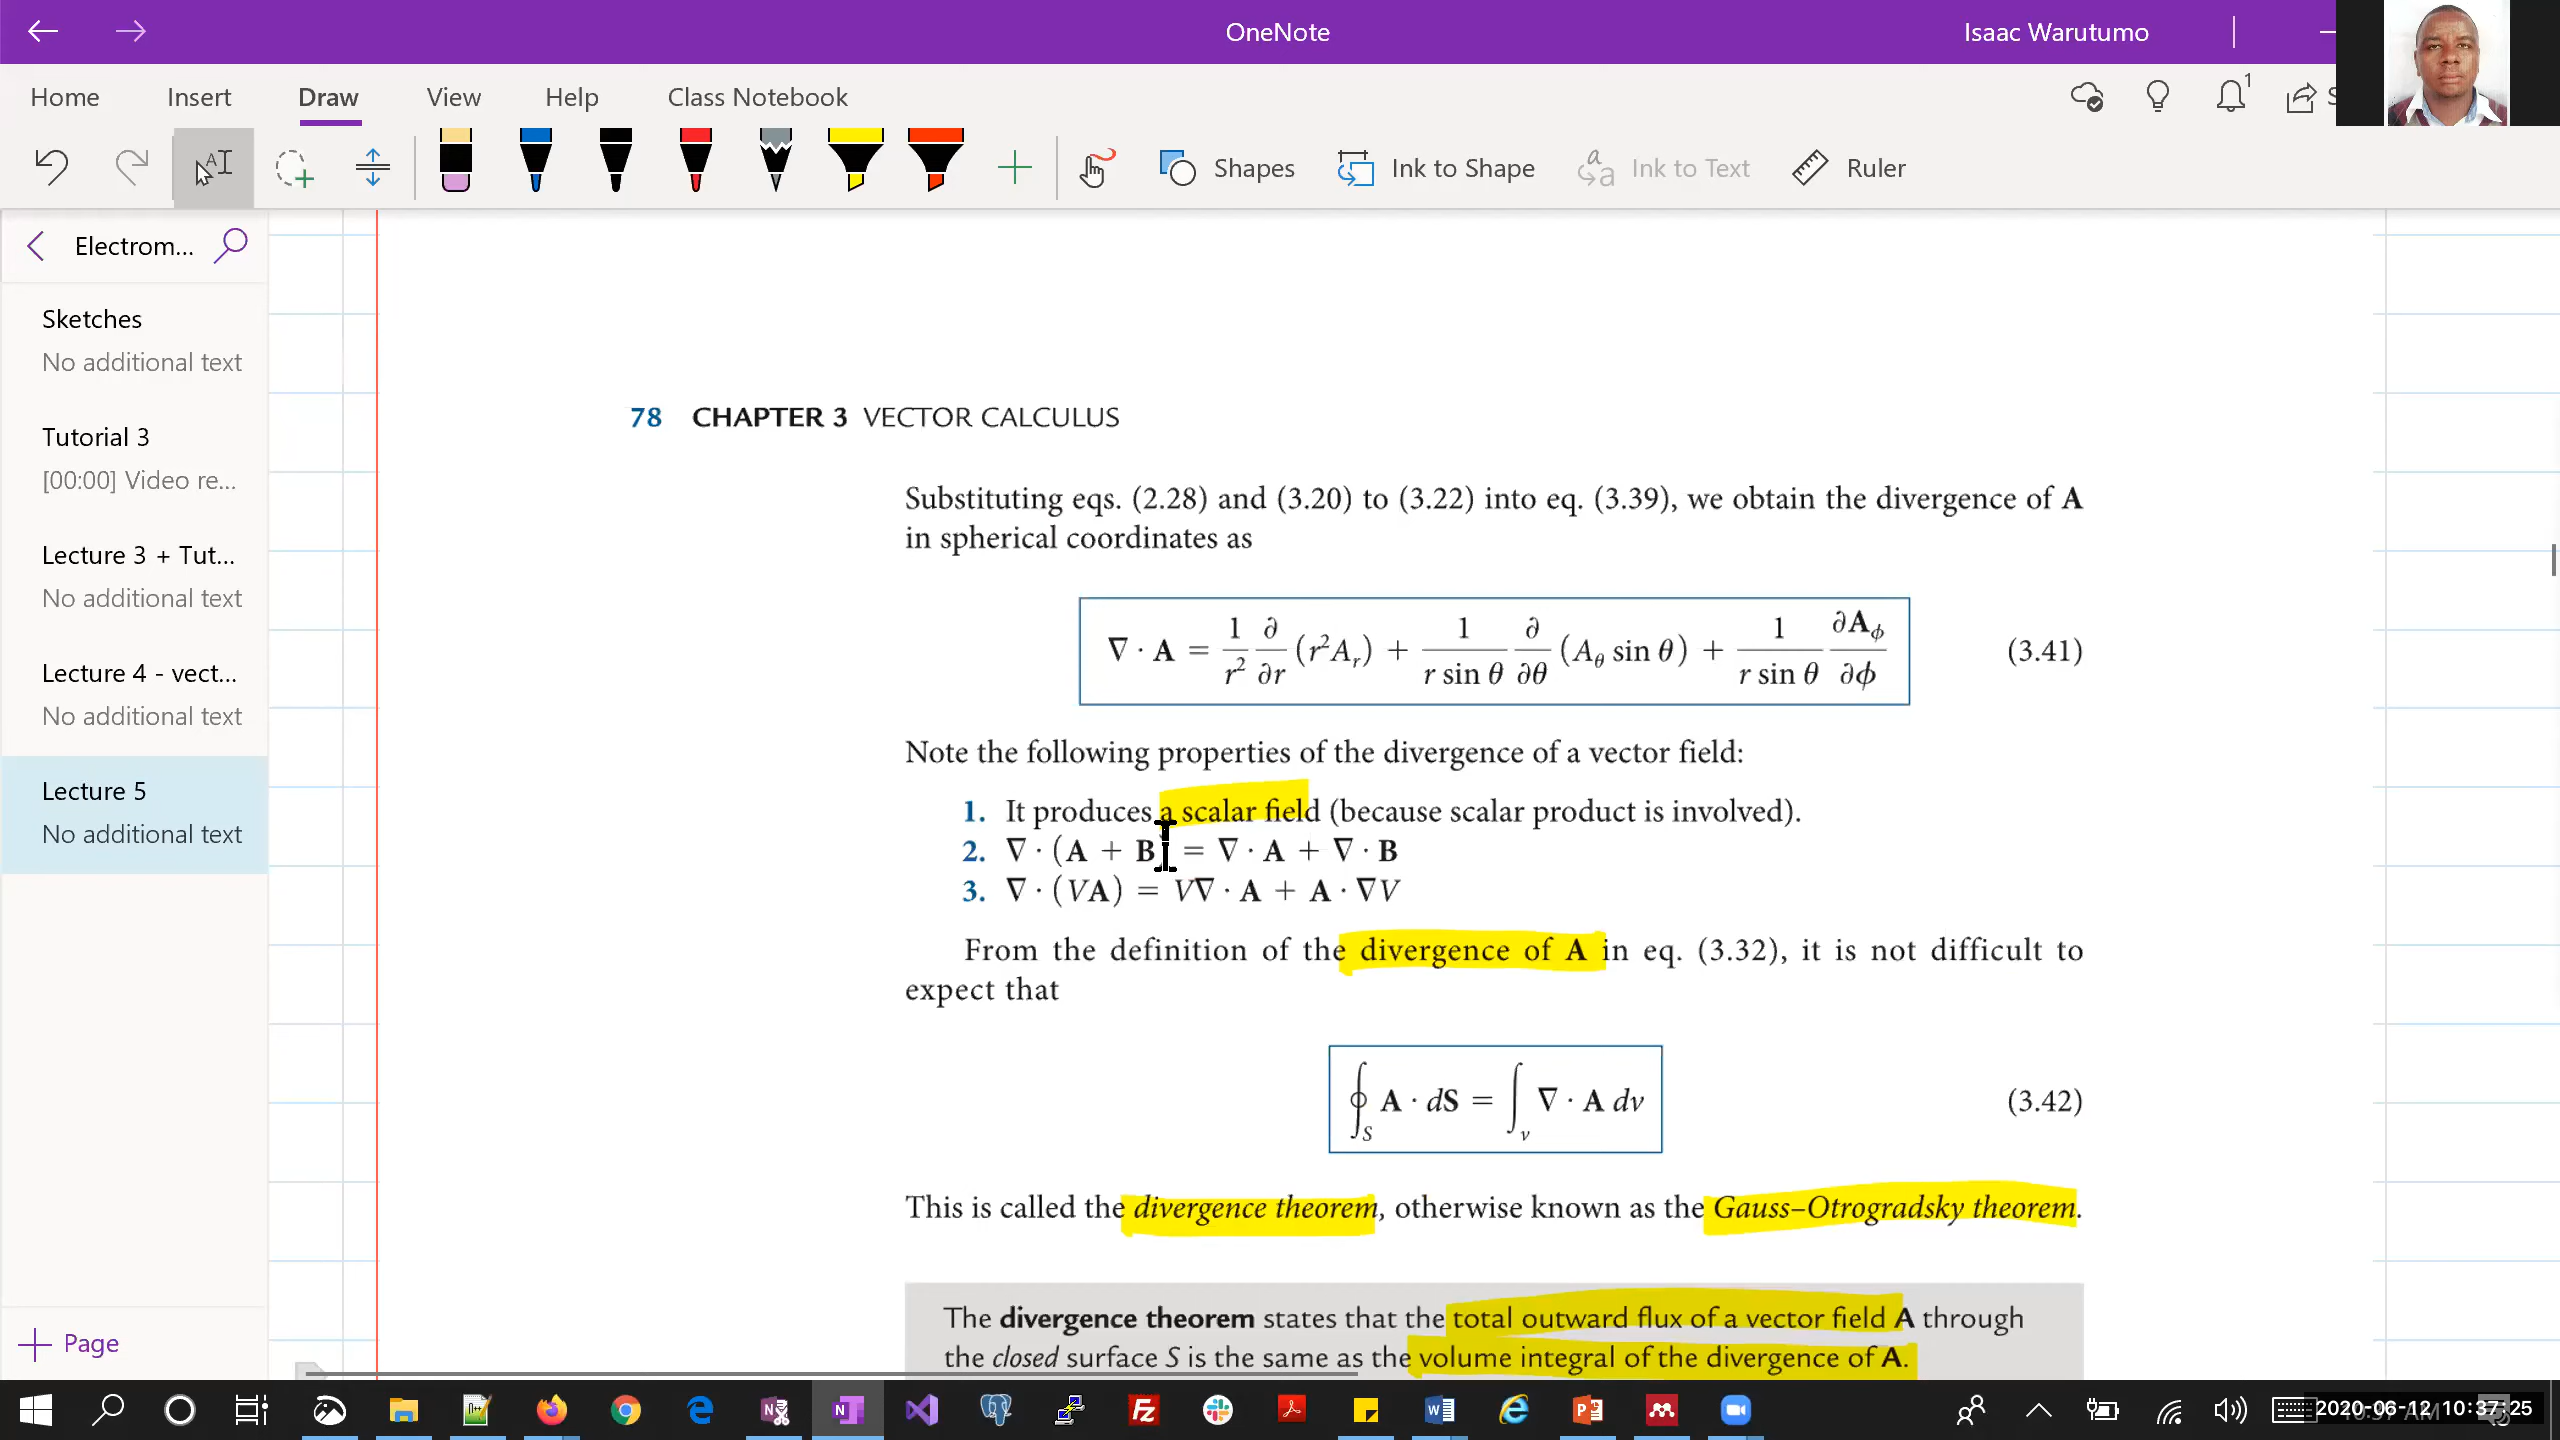 OneNote
Isaac Warutumo
Home Insert Draw View Help Class Notebook
Shapes Ink to Shape Ink to Text Ruler
Electrom...
Sketches
No additional text
Tutorial 3
[00:00] Video re...
Lecture 3 + Tut...
No additional text
Lecture 4 - vect...
No additional text
Lecture 5
No additional text
Page
78 CHAPTER 3 VECTOR CALCULUS
Substituting eqs. (2.28) and (3.20) to (3.22) into eq. (3.39), we obtain the divergence of A
in spherical coordinates as
∇ · A = 1/r² ∂/∂r (r²Aᵣ) + 1/(r sin θ) ∂/∂θ (A_θ sin θ) + 1/(r sin θ) ∂A_ϕ/∂ϕ (3.41)
Note the following properties of the divergence of a vector field:
1. It produces a scalar field (because scalar product is involved).
2. ∇ · (A + B) = ∇ · A + ∇ · B
3. ∇ · (VA) = V∇ · A + A · ∇V
From the definition of the divergence of A in eq. (3.32), it is not difficult to
expect that
∮_S A · dS = ∫_v ∇ · A dv (3.42)
This is called the divergence theorem, otherwise known as the Gauss–Otrogradsky theorem.
The divergence theorem states that the total outward flux of a vector field A through
the closed surface S is the same as the volume integral of the divergence of A.
2020-06-12 10:37:25